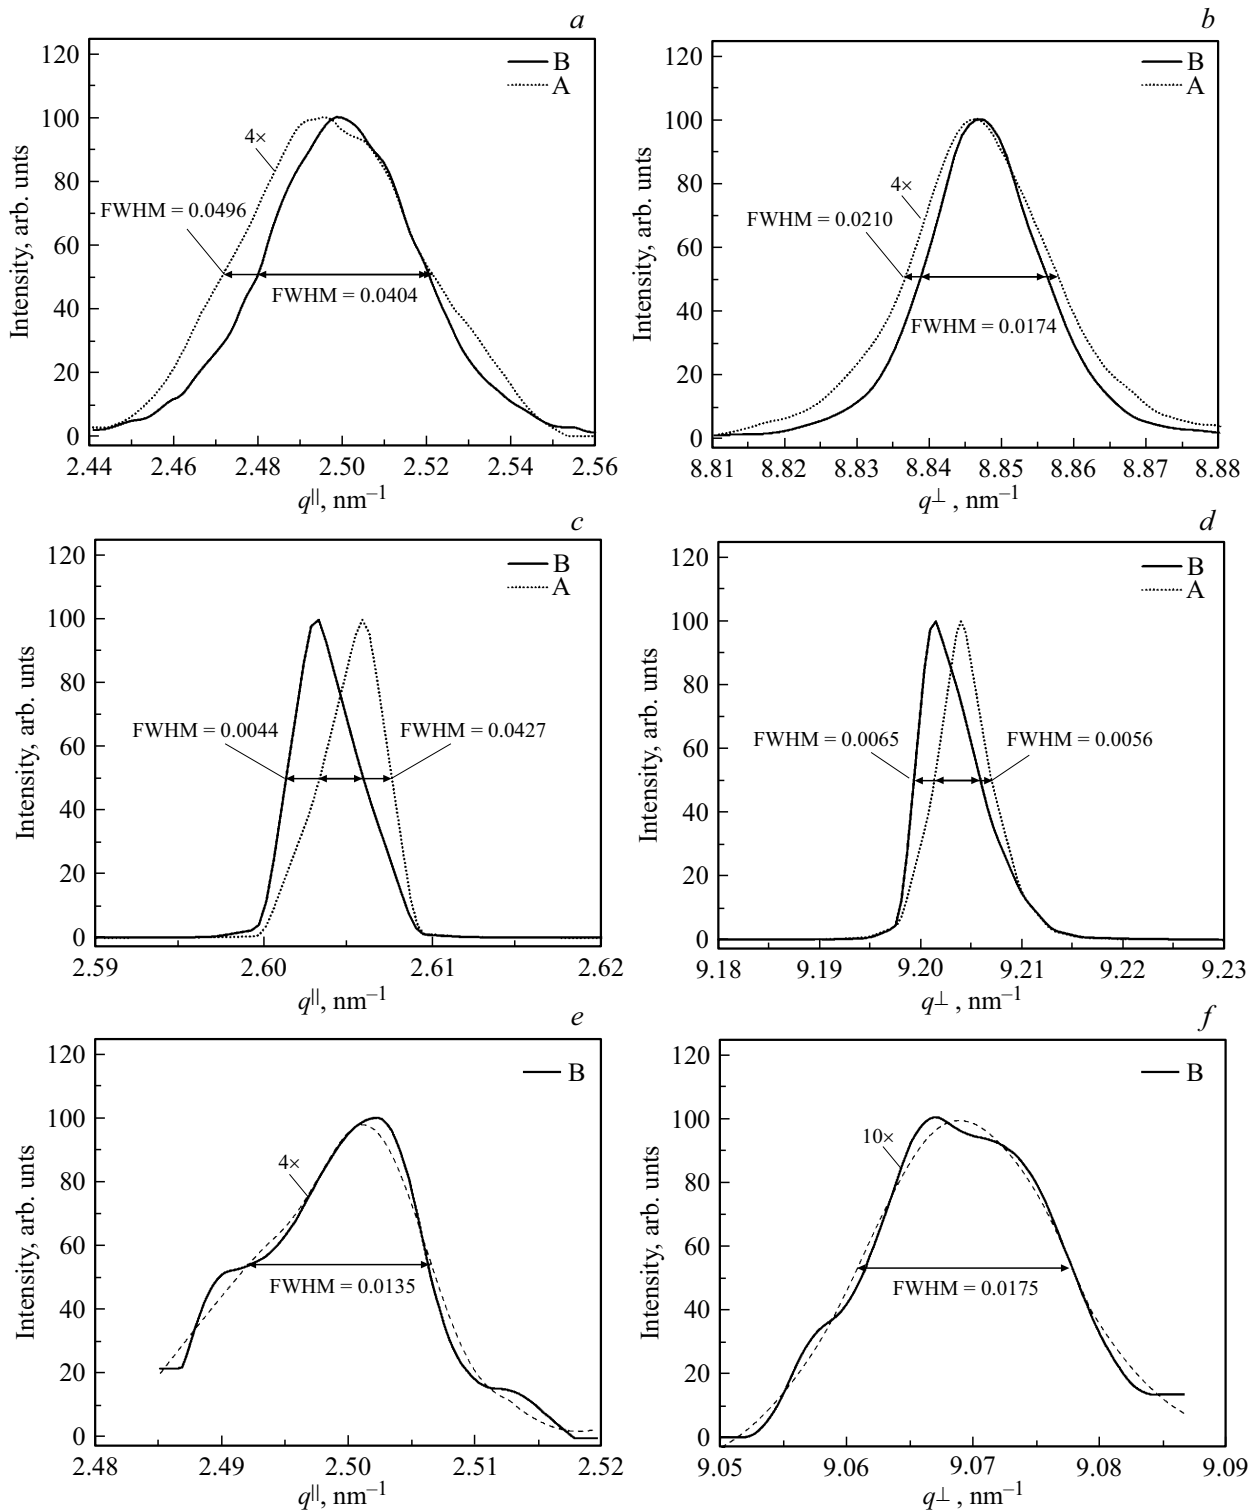 a
120
100
80
60
40
20
0
Intensity, arb. unts
B
A
4×
FWHM = 0.0496
FWHM = 0.0404
2.44 2.46 2.48 2.50 2.52 2.54 2.56
q||, nm–1
b
120
100
80
60
40
20
0
Intensity, arb. unts
B
A
4×
FWHM = 0.0210
FWHM = 0.0174
8.81 8.82 8.83 8.84 8.85 8.86 8.87 8.88
q⊥ , nm–1
c
120
100
80
60
40
20
0
Intensity, arb. unts
B
A
FWHM = 0.0044
FWHM = 0.0427
2.59 2.60 2.61 2.62
q||, nm–1
d
120
100
80
60
40
20
0
Intensity, arb. unts
B
A
FWHM = 0.0065
FWHM = 0.0056
9.18 9.19 9.20 9.21 9.22 9.23
q⊥ , nm–1
e
120
100
80
60
40
20
0
Intensity, arb. unts
B
4×
FWHM = 0.0135
2.48 2.49 2.50 2.51 2.52
q||, nm–1
f
120
100
80
60
40
20
0
Intensity, arb. unts
B
10×
FWHM = 0.0175
9.05 9.06 9.07 9.08 9.09
q⊥ , nm–1